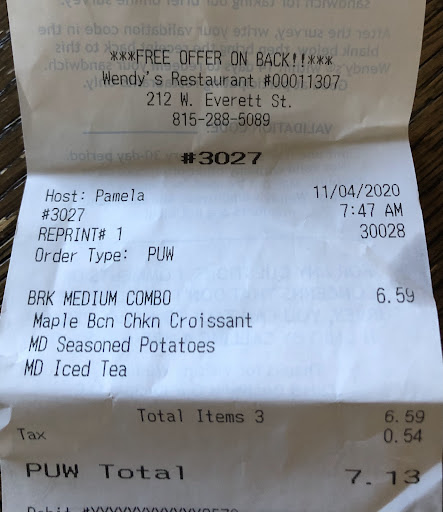 ***FREE OFFER ON BACK!!***
Wendy's Restaurant #00011307
212 W. Everett St.
815-288-5089
#3027
Host: Pamela 11/04/2020
#3027 7:47 AM
REPRINT# 1 30028
Order Type: PUW
BRK MEDIUM COMBO 6.59
Maple Bcn Chkn Croissant
MD Seasoned Potatoes
MD Iced Tea
Total Items 3 6.59
Tax 0.54
PUW Total 7.13